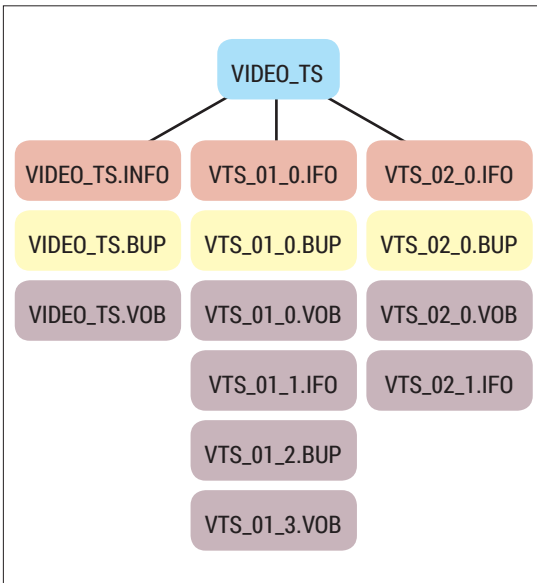 VIDEO_TS
VIDEO_TS.INFO VTS_01_0.IFO VTS_02_0.IFO
VIDEO_TS.BUP VTS_01_0.BUP VTS_02_0.BUP
VIDEO_TS.VOB VTS_01_0.VOB VTS_02_0.VOB
VTS_01_1.IFO VTS_02_1.IFO
VTS_01_2.BUP
VTS_01_3.VOB